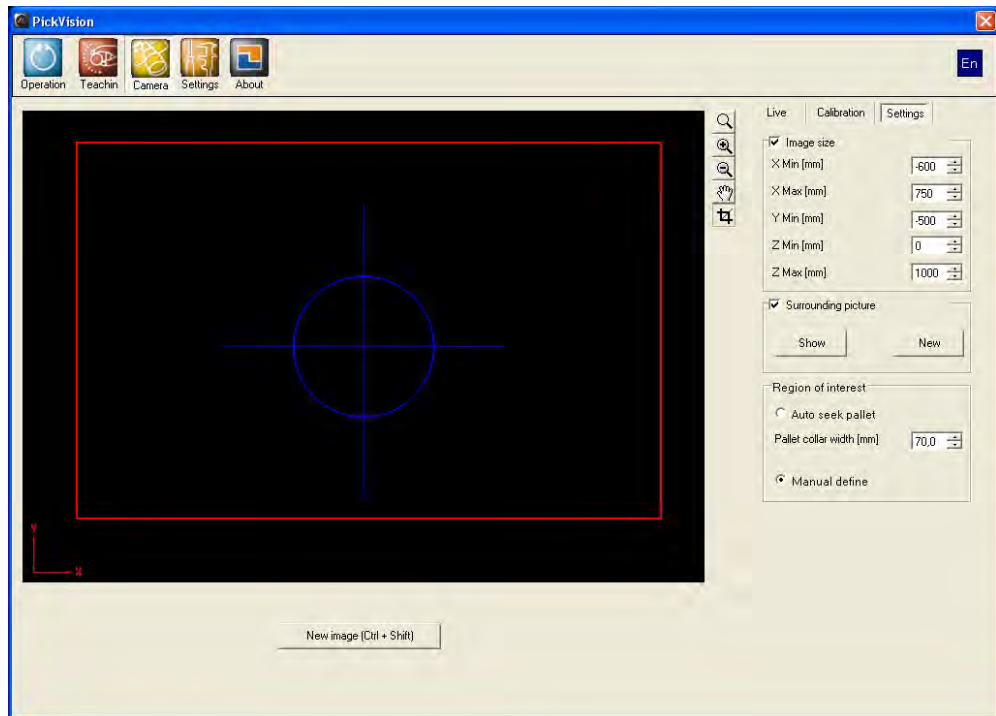 PickVision
Operation Teachin Camera Settings About
En
Live Calibration Settings
Image size
X Min [mm] -600
X Max [mm] 750
Y Min [mm] -500
Z Min [mm] 0
Z Max [mm] 1000
Surrounding picture
Show New
Region of interest
Auto seek pallet
Pallet collar width [mm] 70,0
Manual define
Y
X
New image (Ctrl + Shift)